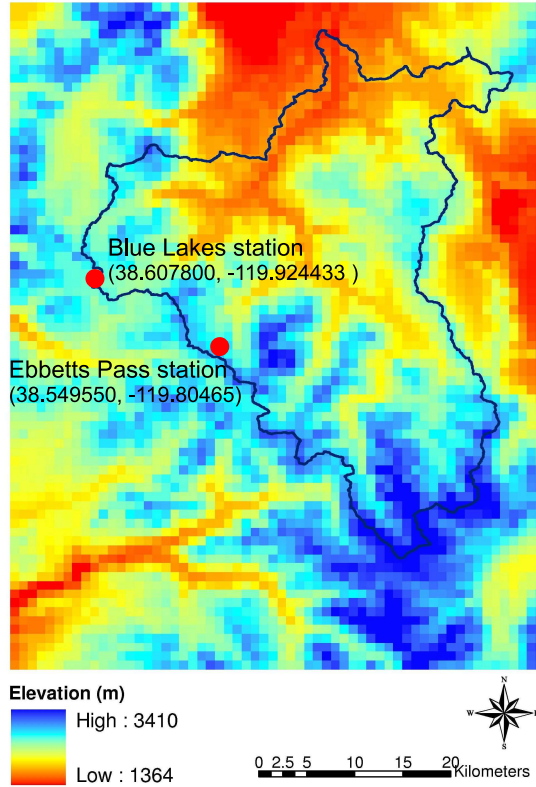 Blue Lakes station
(38.607800, -119.924433 )
Ebbetts Pass station
(38.549550, -119.80465)
Elevation (m)
High : 3410
Low : 1364
N
W E
S
0 2.5 5 10 15 20
Kilometers